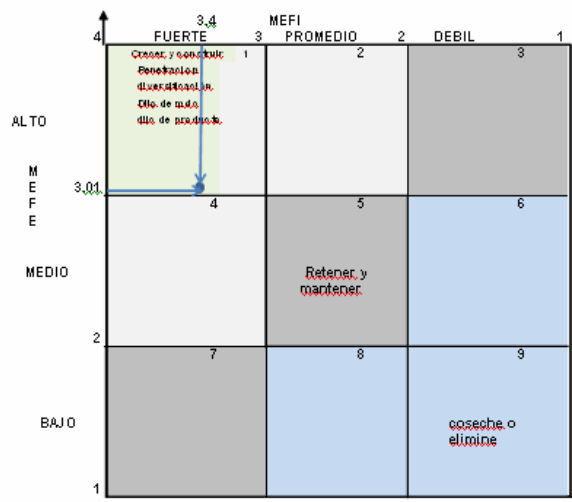 3.4 MEFI
4 FUERTE 3 PROMEDIO 2 DEBIL 1
Crecer y construir 1 2 3
Penetracion
diversificación
Dllo de mdo
dllo de producto
ALTO
M
E
F
E
3.01
4 5 6
MEDIO
Retener y
mantener
2
7 8 9
BAJO
coseche o
elimine
1